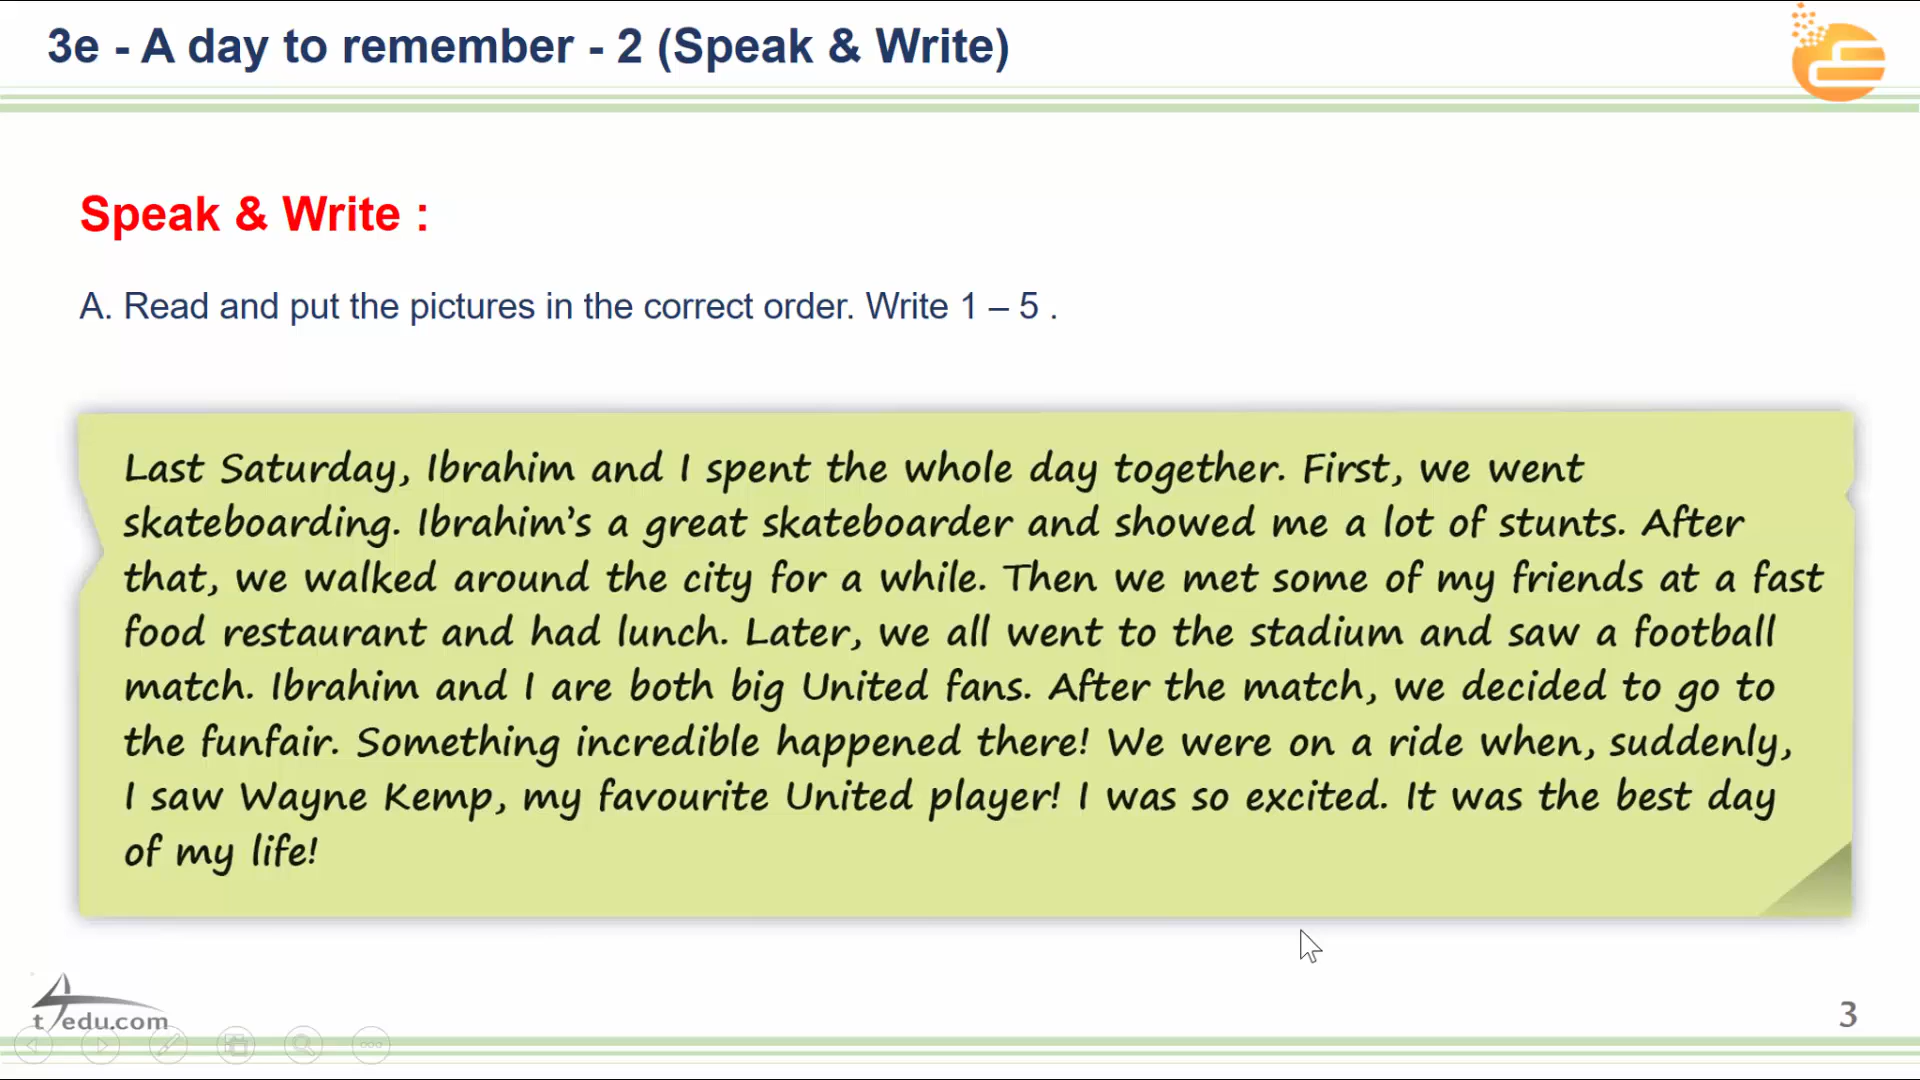 3e - A day to remember - 2 (Speak & Write)
Speak & Write :
A. Read and put the pictures in the correct order. Write 1 – 5 .
Last Saturday, Ibrahim and I spent the whole day together. First, we went
skateboarding. Ibrahim's a great skateboarder and showed me a lot of stunts. After
that, we walked around the city for a while. Then we met some of my friends at a fast
food restaurant and had lunch. Later, we all went to the stadium and saw a football
match. Ibrahim and I are both big United fans. After the match, we decided to go to
the funfair. Something incredible happened there! We were on a ride when, suddenly,
I saw Wayne Kemp, my favourite United player! I was so excited. It was the best day
of my life!
t4edu.com
3